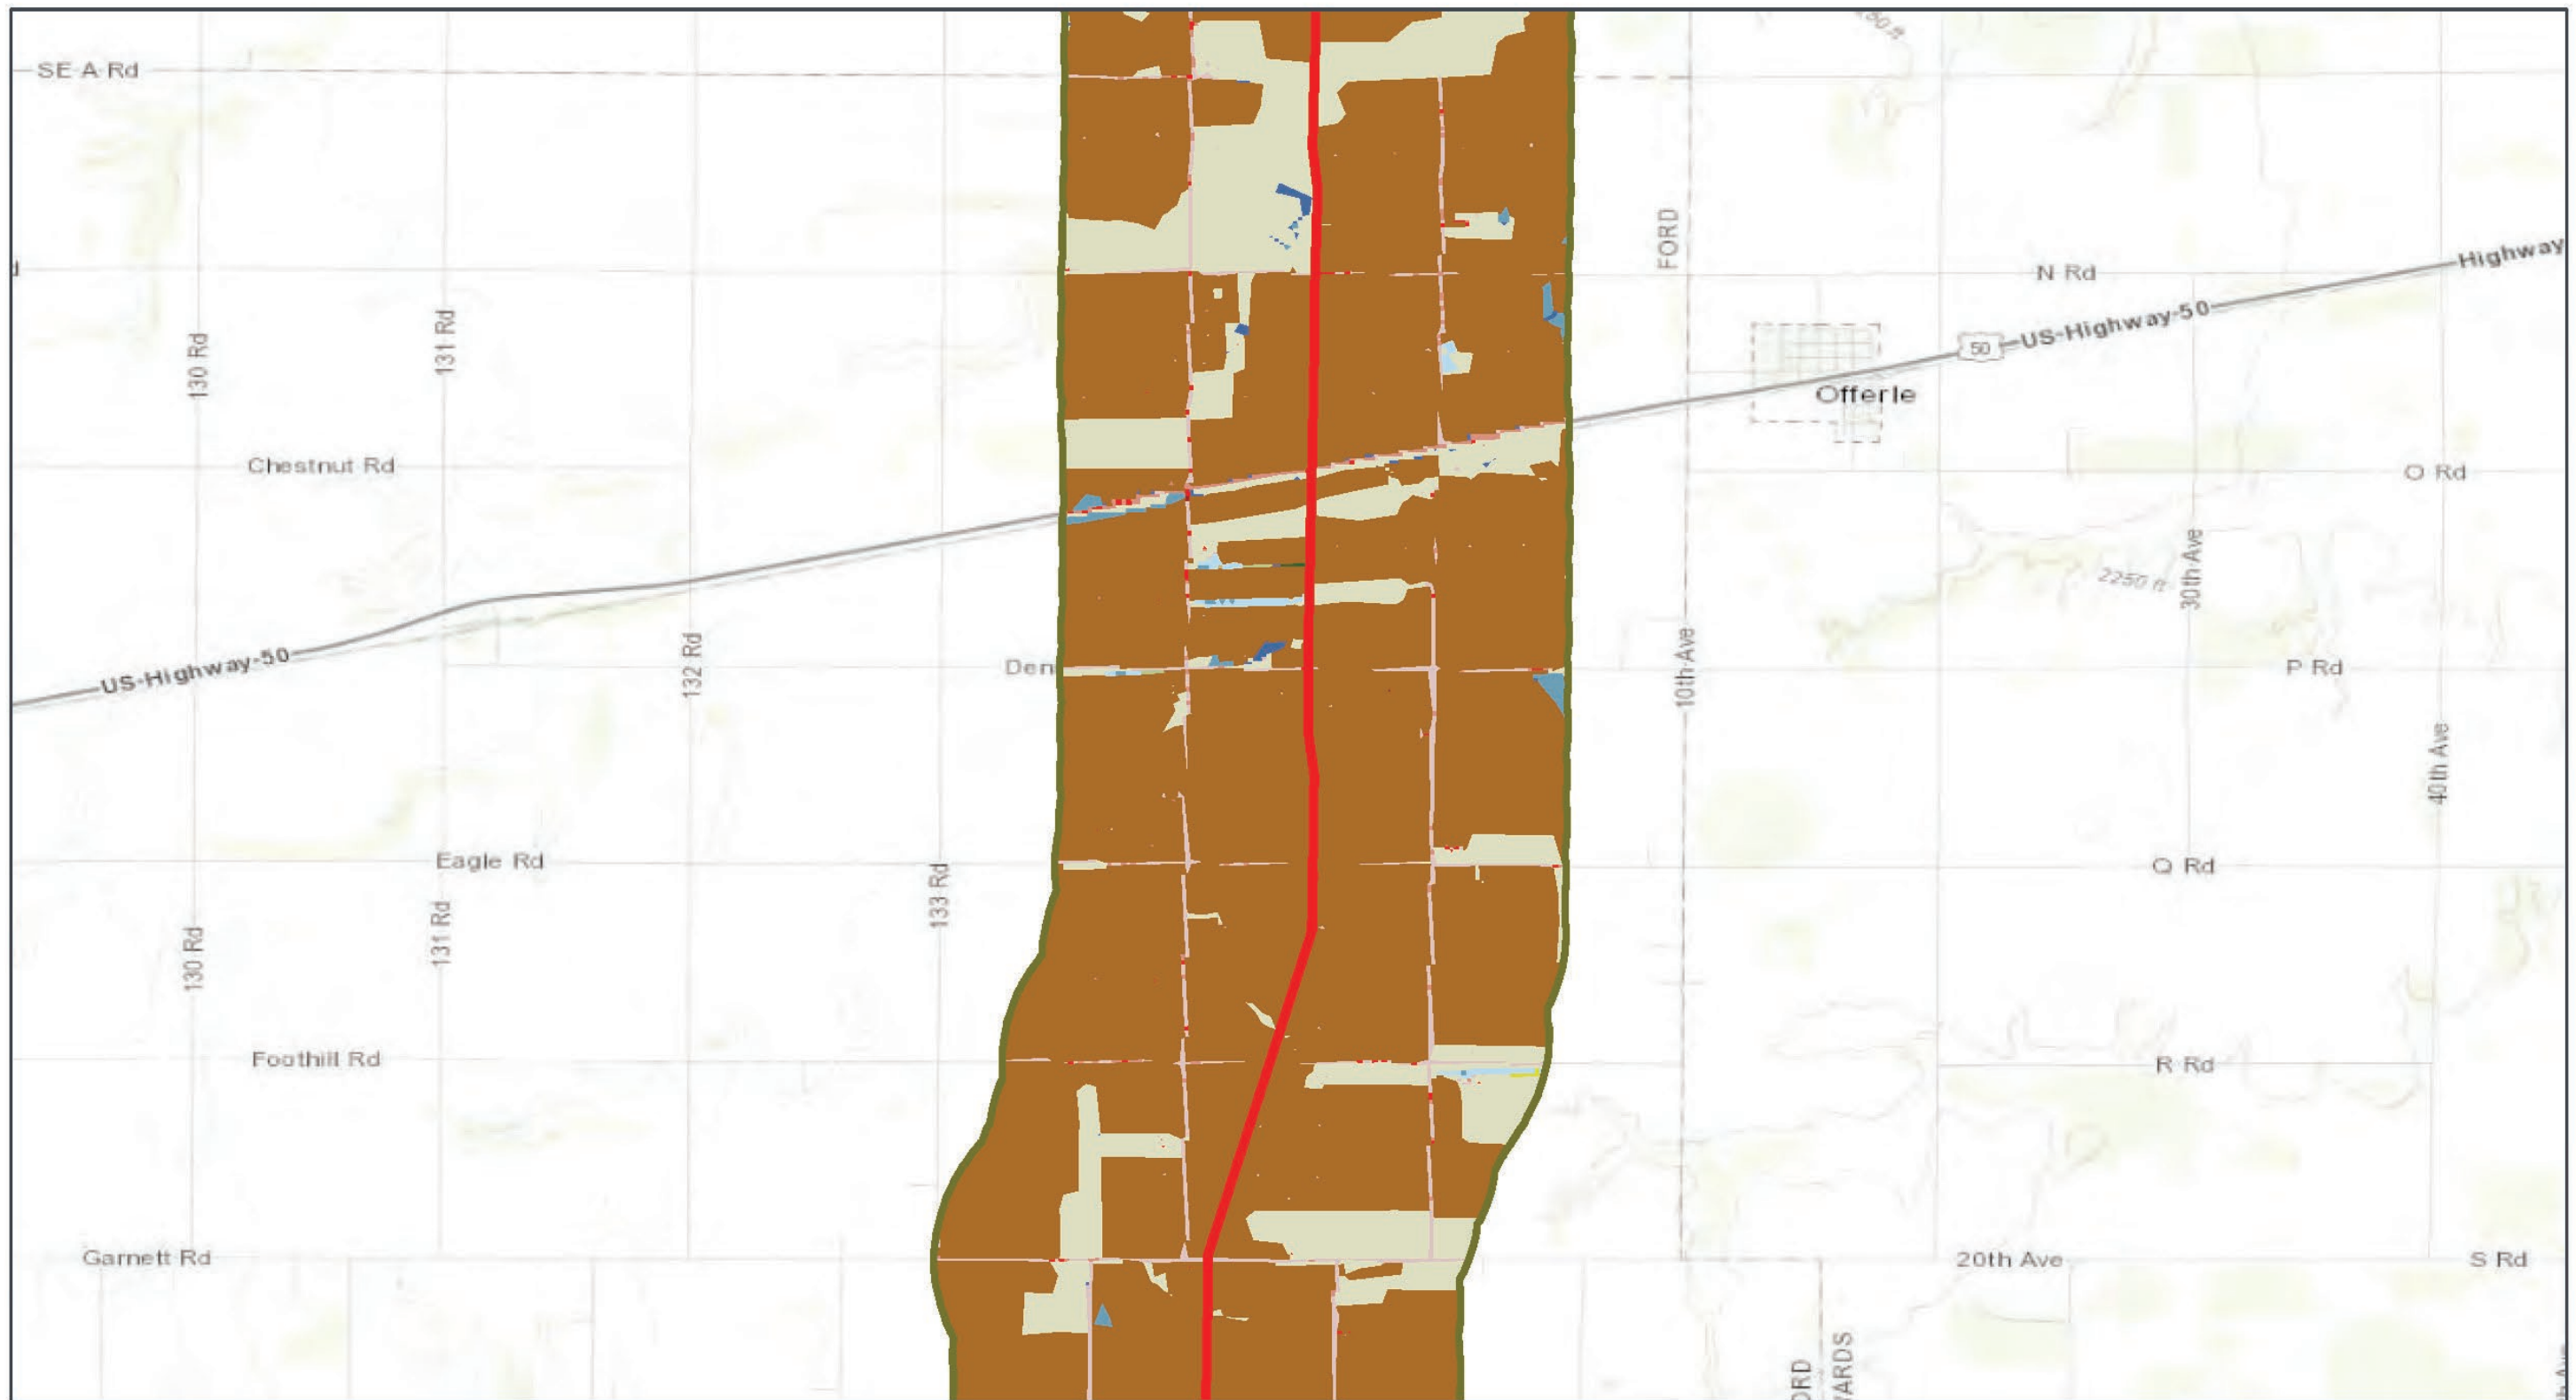 SE A Rd
FORD
N Rd
Highway
US-Highway-50
50
130 Rd
131 Rd
Offerle
Chestnut Rd
O Rd
2250 ft
30th Ave
US-Highway-50
132 Rd
Den
10th Ave
P Rd
40th Ave
Eagle Rd
133 Rd
Q Rd
130 Rd
131 Rd
Foothill Rd
R Rd
Garnett Rd
20th Ave
S Rd
ORD
ARDS